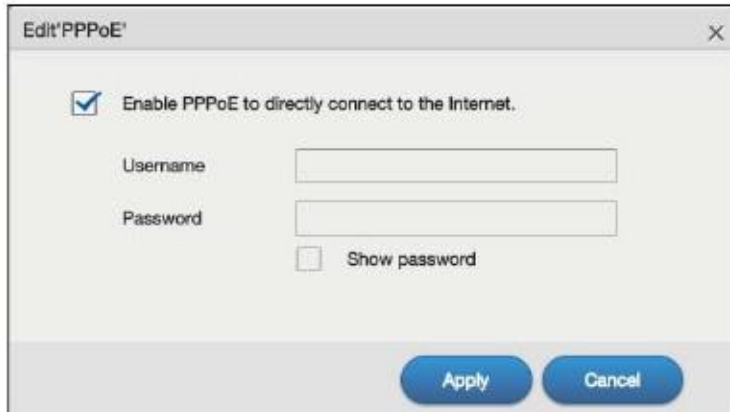 Edit'PPPoE'
Enable PPPoE to directly connect to the Internet.
Username
Password
Show password
Apply Cancel